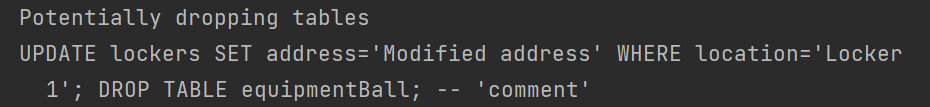 Potentially dropping tables
UPDATE lockers SET address='Modified address' WHERE location='Locker
1'; DROP TABLE equipmentBall; -- 'comment'